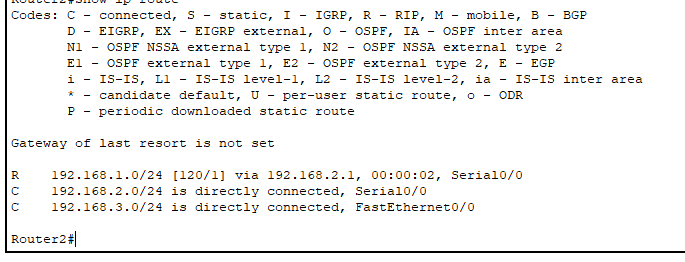 Router2#show ip route
Codes: C - connected, S - static, I - IGRP, R - RIP, M - mobile, B - BGP
D - EIGRP, EX - EIGRP external, O - OSPF, IA - OSPF inter area
N1 - OSPF NSSA external type 1, N2 - OSPF NSSA external type 2
E1 - OSPF external type 1, E2 - OSPF external type 2, E - EGP
i - IS-IS, L1 - IS-IS level-1, L2 - IS-IS level-2, ia - IS-IS inter area
* - candidate default, U - per-user static route, o - ODR
P - periodic downloaded static route
Gateway of last resort is not set
R 192.168.1.0/24 [120/1] via 192.168.2.1, 00:00:02, Serial0/0
C 192.168.2.0/24 is directly connected, Serial0/0
C 192.168.3.0/24 is directly connected, FastEthernet0/0
Router2#